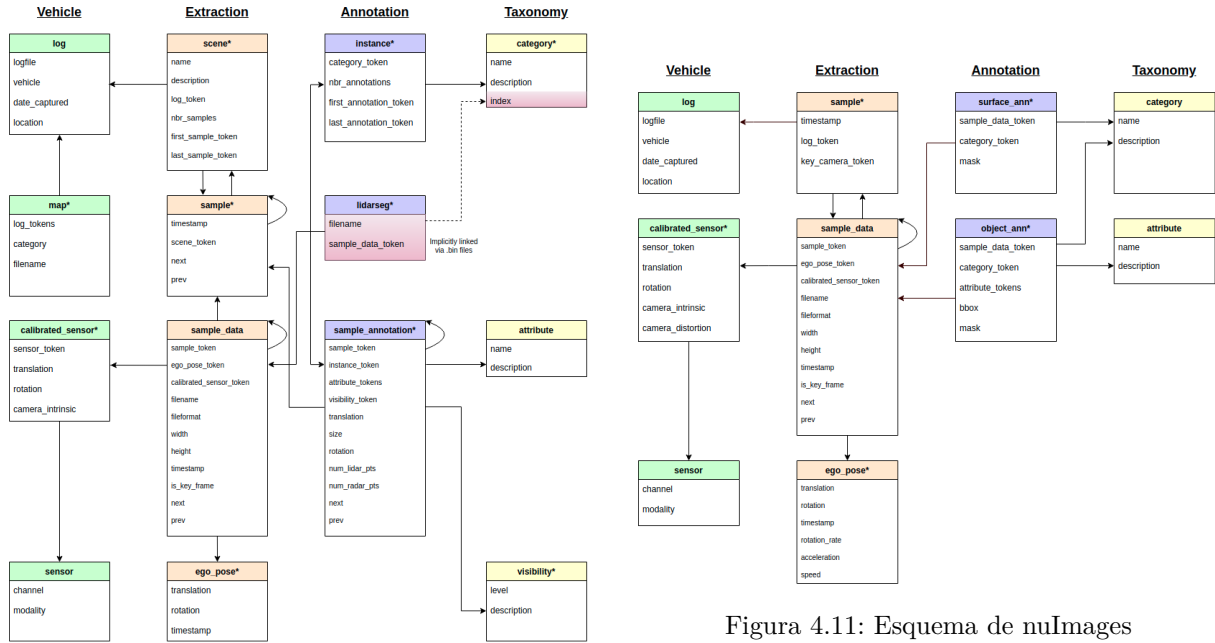 Vehicle
Extraction
Annotation
Taxonomy
log
logfile
vehicle
date_captured
location
map*
log_tokens
category
filename
calibrated_sensor*
sensor_token
translation
rotation
camera_intrinsic
sensor
channel
modality
scene*
name
description
log_token
nbr_samples
first_sample_token
last_sample_token
sample*
timestamp
scene_token
next
prev
sample_data
sample_token
ego_pose_token
calibrated_sensor_token
filename
fileformat
width
height
timestamp
is_key_frame
next
prev
ego_pose*
translation
rotation
timestamp
instance*
category_token
nbr_annotations
first_annotation_token
last_annotation_token
lidarseg*
filename
sample_data_token
Implicitly linked
via .bin files
sample_annotation*
sample_token
instance_token
attribute_tokens
visibility_token
translation
size
rotation
num_lidar_pts
num_radar_pts
next
prev
category*
name
description
index
attribute
name
description
visibility*
level
description
Vehicle
Extraction
Annotation
Taxonomy
log
logfile
vehicle
date_captured
location
calibrated_sensor*
sensor_token
translation
rotation
camera_intrinsic
camera_distortion
sensor
channel
modality
sample*
timestamp
log_token
key_camera_token
sample_data
sample_token
ego_pose_token
calibrated_sensor_token
filename
fileformat
width
height
timestamp
is_key_frame
next
prev
ego_pose*
translation
rotation
timestamp
rotation_rate
acceleration
speed
surface_ann*
sample_data_token
category_token
mask
object_ann*
sample_data_token
category_token
attribute_tokens
bbox
mask
category
name
description
attribute
name
description
Figura 4.11: Esquema de nuImages